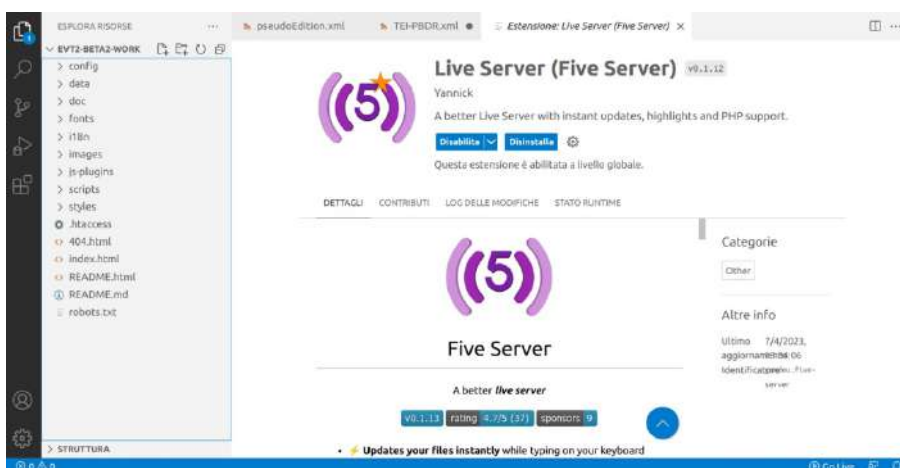 ESPLORA RISORSE
EVT2-BETA2-WORK
config
data
doc
fonts
i18n
images
js-plugins
scripts
styles
.htaccess
404.html
index.html
README.html
README.md
robots.txt
STRUTTURA
pseudoEdition.xml
TEI-PBDR.xml
Estensione: Live Server (Five Server)
Live Server (Five Server) v0.1.12
Yannick
A better Live Server with instant updates, highlights and PHP support.
Disabilita Disinstalla
Questa estensione è abilitata a livello globale.
DETTAGLI CONTRIBUTI LOG DELLE MODIFICHE STATO RUNTIME
((5))
Five Server
A better live server
v0.1.13 rating 4.7/5 (37) sponsors 9
• ⚡ Updates your files instantly while typing on your keyboard
Categorie
Other
Altre info
Ultimo 7/4/2023,
server
Go Live